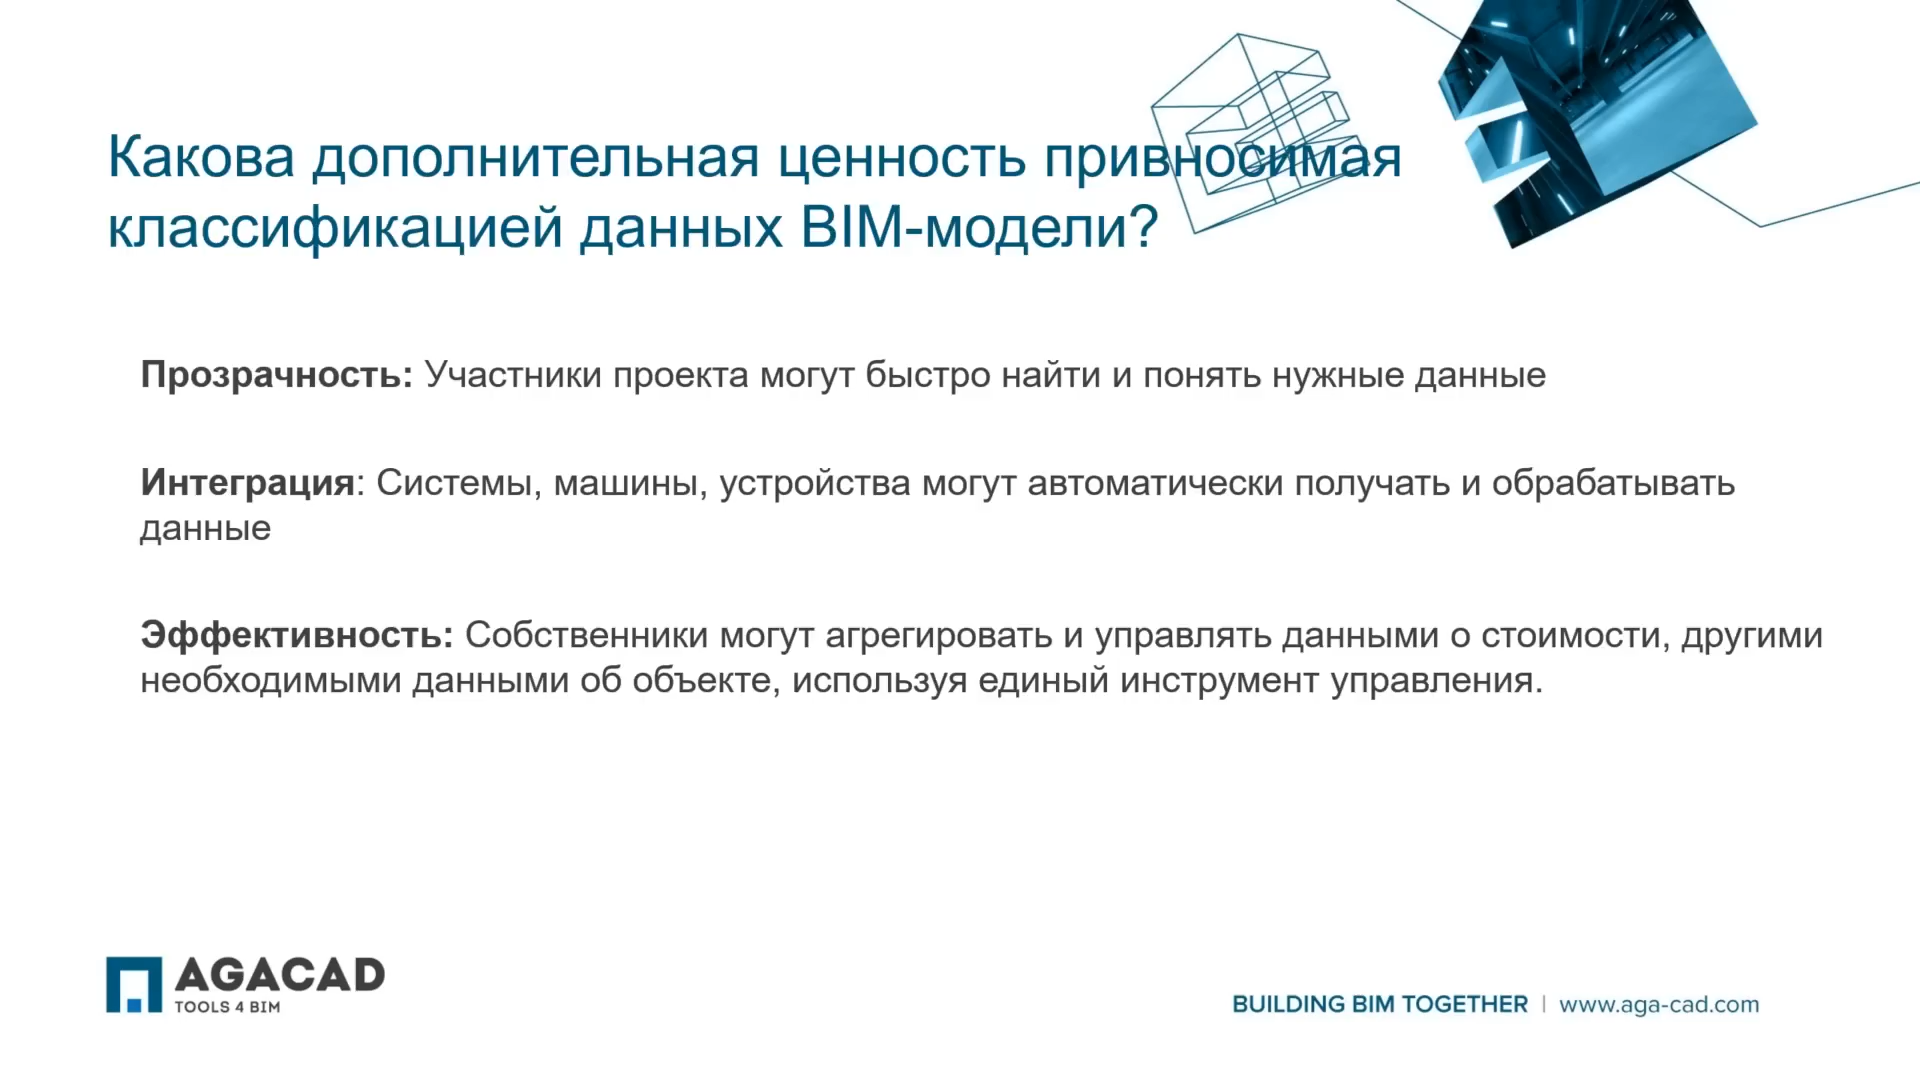 Какова дополнительная ценность привносимая
классификацией данных BIM-модели?
Прозрачность: Участники проекта могут быстро найти и понять нужные данные
Интеграция: Системы, машины, устройства могут автоматически получать и обрабатывать
данные
Эффективность: Собственники могут агрегировать и управлять данными о стоимости, другими
необходимыми данными об объекте, используя единый инструмент управления.
AGACAD
TOOLS 4 BIM
BUILDING BIM TOGETHER | www.aga-cad.com